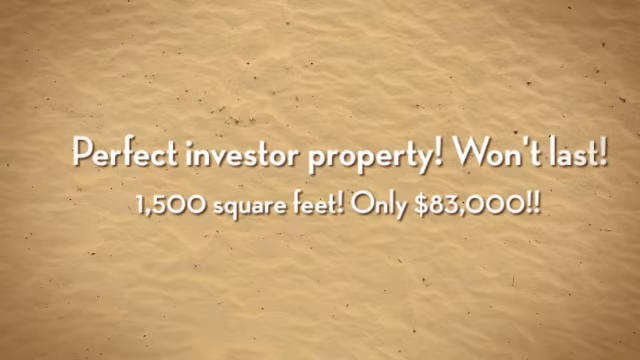 Perfect investor property! Won't last!
1,500 square feet! Only $83,000!!